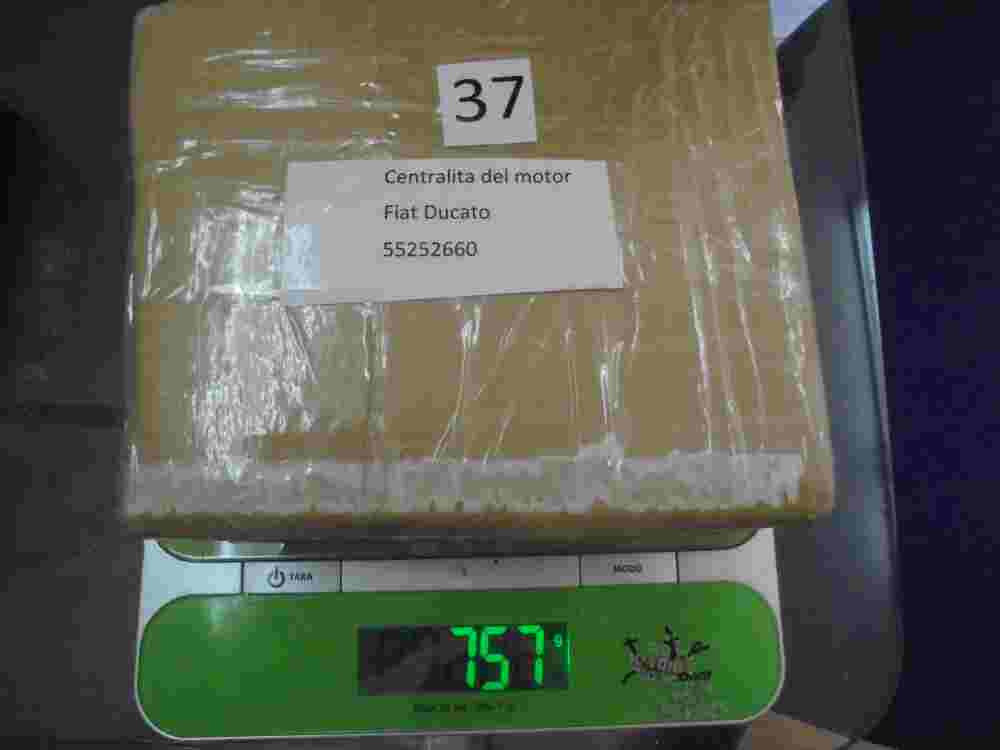 37
Centralita del motor
Fiat Ducato
55252660
TARA
MODO
757 g